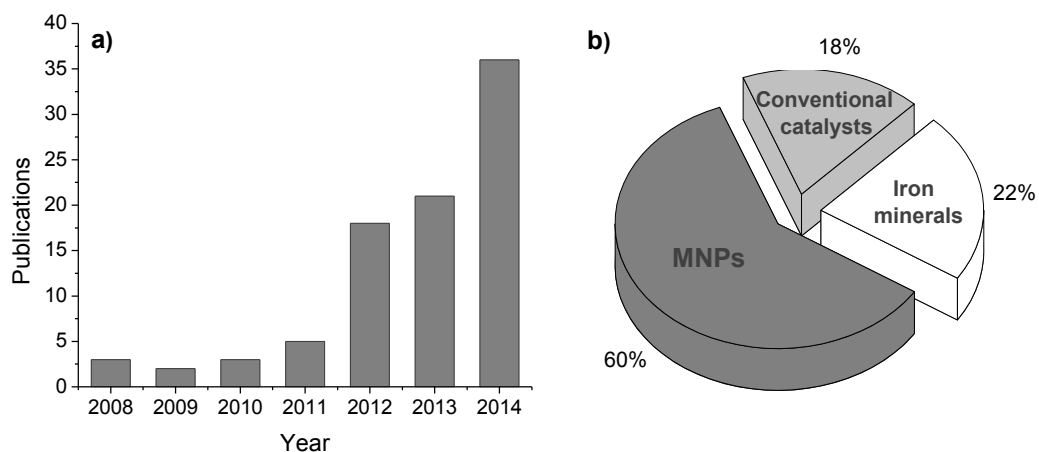 a)
Publications
40
35
30
25
20
15
10
5
0
2008 2009 2010 2011 2012 2013 2014
Year
b)
18%
Conventional
catalysts
Iron
minerals
22%
MNPs
60%